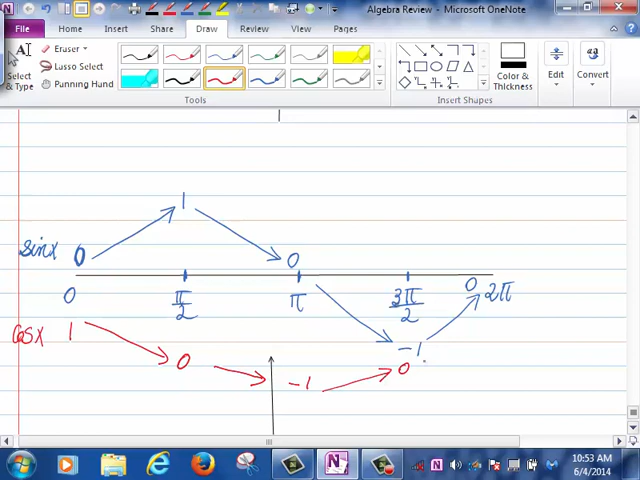 Algebra Review - OneNote
File Home Insert Share Draw Review View Pages
Select & Type
Eraser
Lasso Select
Punning Hand
Color & Thickness
Edit
Convert
Tools
Insert Shapes
1
sinx 0 0
0 π/2 π 3π/2 0 2π
cosx 1 0 -1 0 -1
10:53 AM
6/4/2014